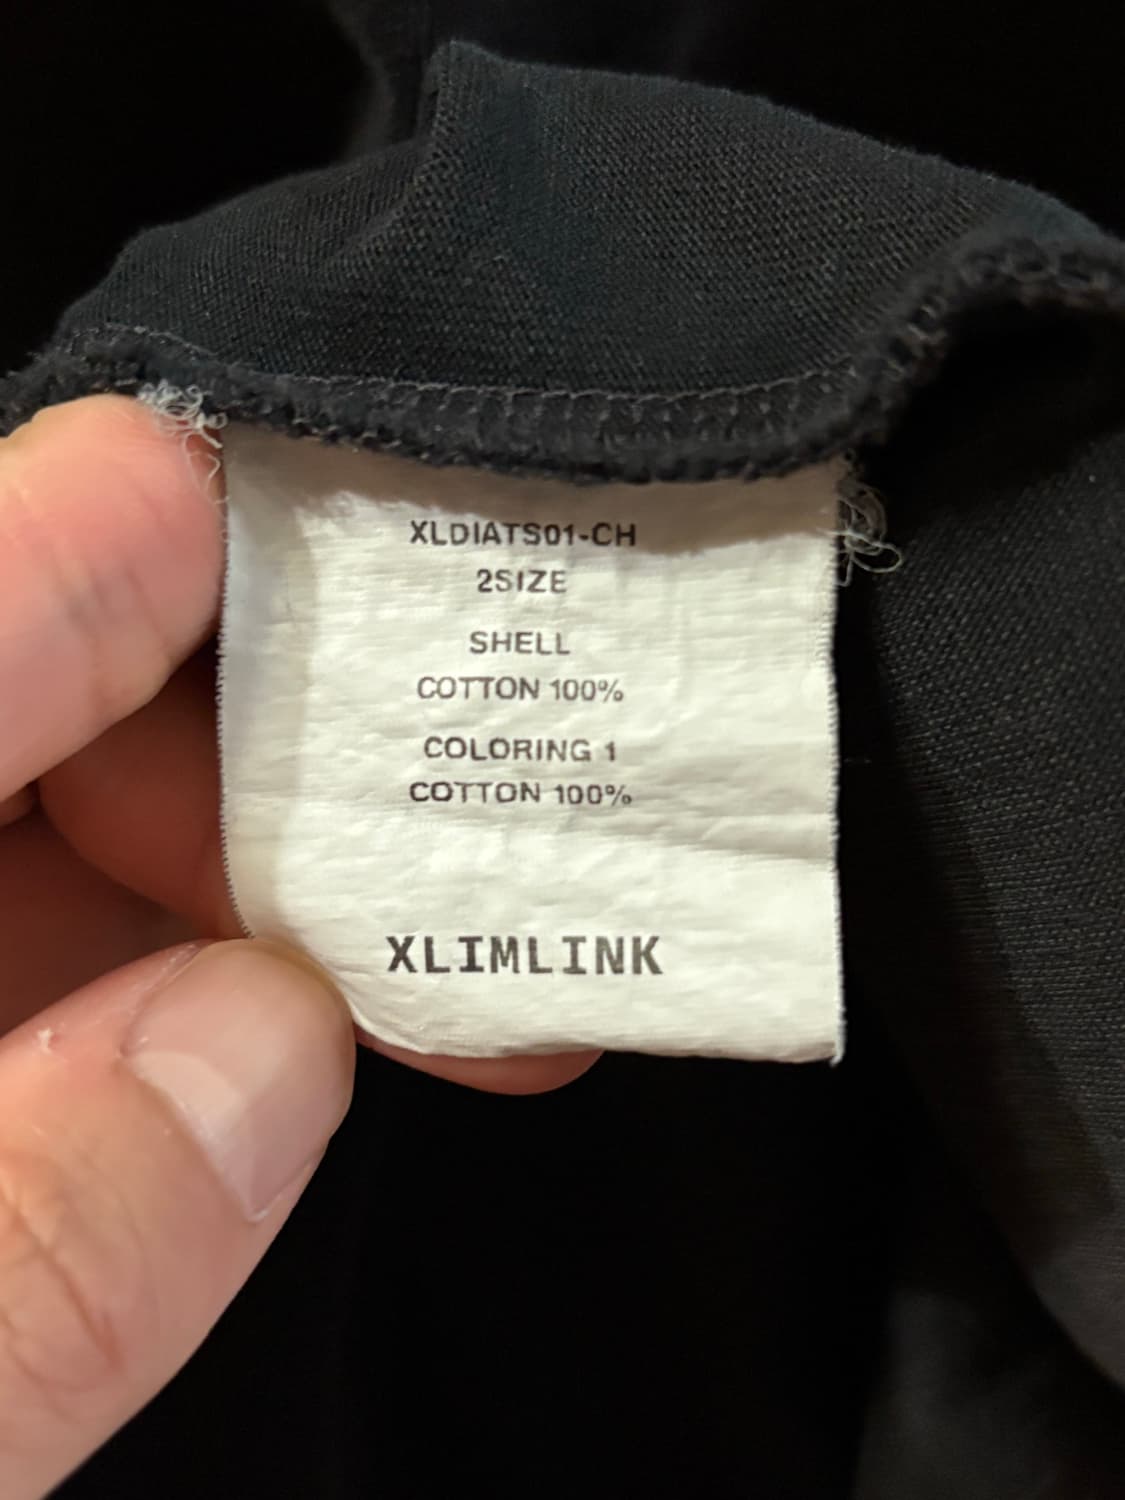 XLDIATS01-CH
2SIZE
SHELL
COTTON 100%
COLORING 1
COTTON 100%
XLIMLINK